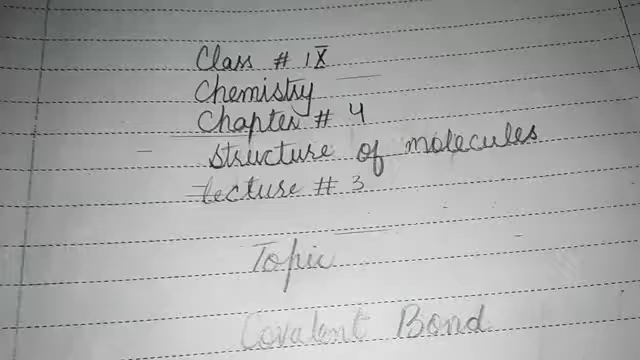 Class # IX
Chemistry
Chapter # 4
Structure of molecules
Lecture # 3
Topic
Covalent Bond